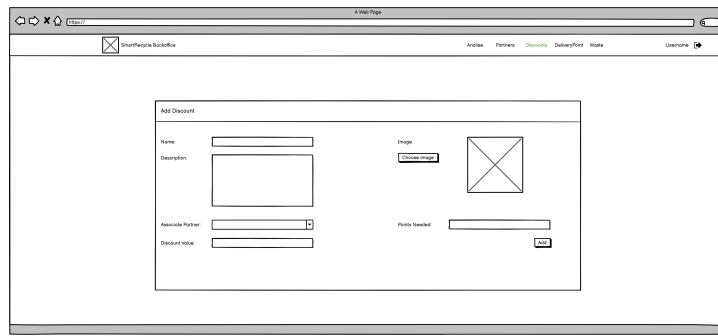 A Web Page
https://
SmartRecycle Backoffice
Analise Partners Discounts DeliveryPoint Waste Username
Add Discount
Name: Image:
Description: Choose image
Associate Partner: Points Needed:
Discount Value: Add